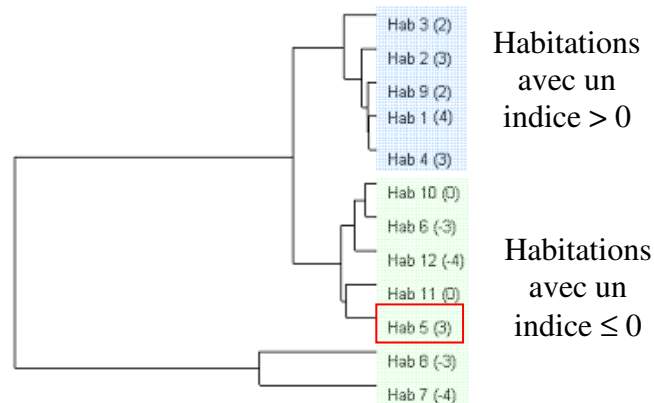 Hab 3 (2)
Hab 2 (3)
Hab 9 (2)
Hab 1 (4)
Hab 4 (3)
Habitations
avec un
indice > 0
Hab 10 (0)
Hab 6 (-3)
Hab 12 (-4)
Hab 11 (0)
Hab 5 (3)
Hab 8 (-3)
Hab 7 (-4)
Habitations
avec un
indice ≤ 0